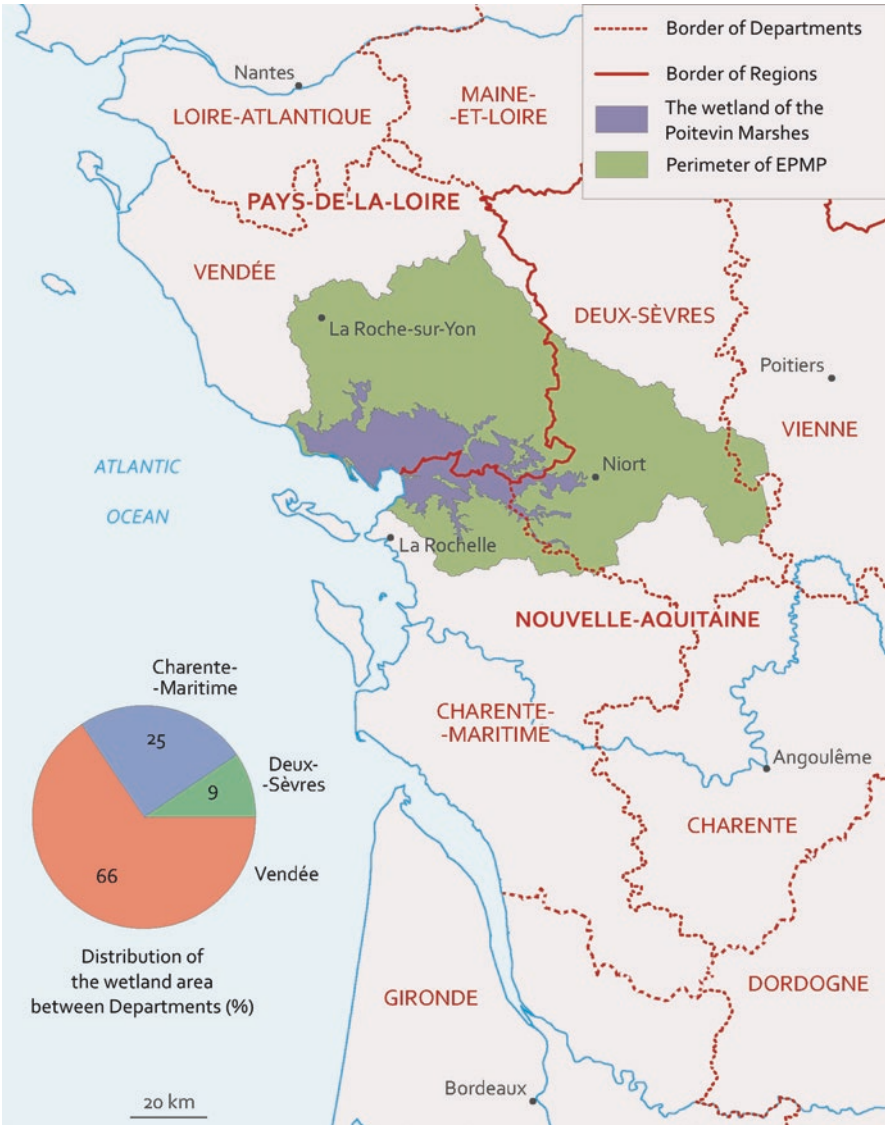 Border of Departments
Border of Regions
The wetland of the
Poitevin Marshes
Perimeter of EPMP
Nantes
LOIRE-ATLANTIQUE
MAINE-
-ET-LOIRE
PAYS-DE-LA-LOIRE
VENDÉE
La Roche-sur-Yon
DEUX-SÈVRES
Poitiers
VIENNE
Niort
ATLANTIC
OCEAN
La Rochelle
NOUVELLE-AQUITAINE
CHARENTE-
-MARITIME
Angoulême
CHARENTE
DORDOGNE
GIRONDE
Bordeaux
Charente-
-Maritime
25
Deux-
-Sèvres
9
66
Vendée
Distribution of
the wetland area
between Departments (%)
20 km